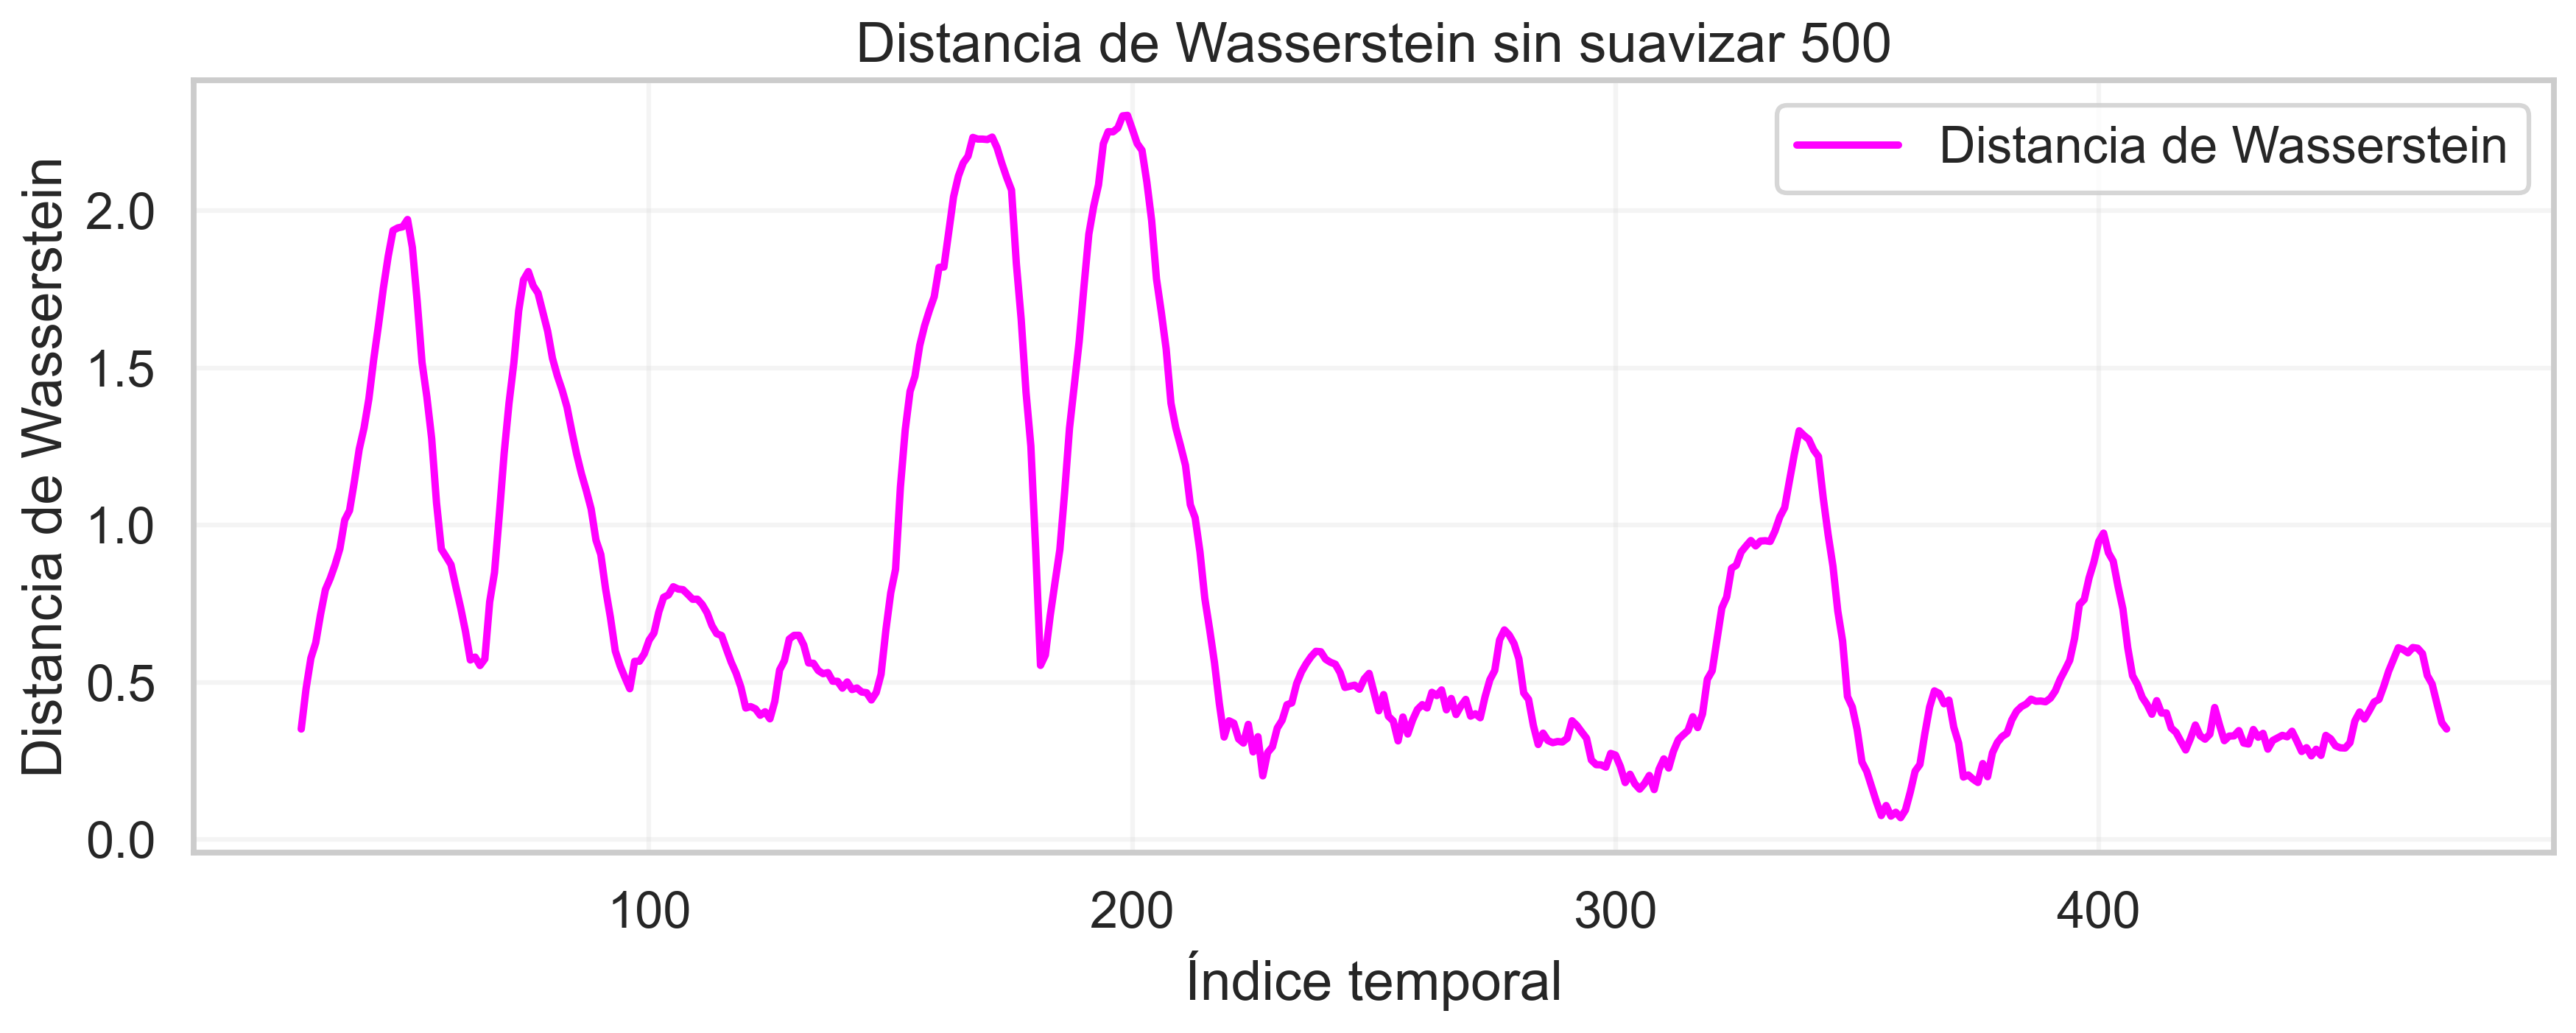 Distancia de Wasserstein sin suavizar 500
Distancia de Wasserstein
Distancia de Wasserstein
2.0
1.5
1.0
0.5
0.0
100
200
300
400
Índice temporal